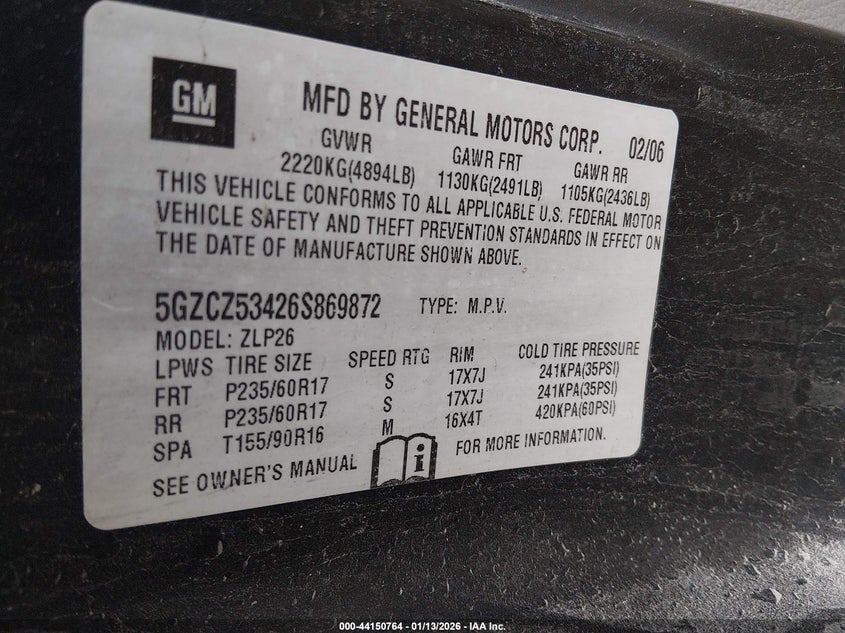 GM
MFD BY GENERAL MOTORS CORP. 02/06
GVWR GAWR FRT GAWR RR
2220KG(4894LB) 1130KG(2491LB) 1105KG(2436LB)
THIS VEHICLE CONFORMS TO ALL APPLICABLE U.S. FEDERAL MOTOR
VEHICLE SAFETY AND THEFT PREVENTION STANDARDS IN EFFECT ON
THE DATE OF MANUFACTURE SHOWN ABOVE.
5GZCZ53426S869872 TYPE: M.P.V.
MODEL: ZLP26
LPWS TIRE SIZE SPEED RTG RIM COLD TIRE PRESSURE
FRT P235/60R17 S 17X7J 241KPA(35PSI)
RR P235/60R17 S 17X7J 241KPA(35PSI)
SPA T155/90R16 M 16X4T 420KPA(60PSI)
SEE OWNER'S MANUAL i FOR MORE INFORMATION.
000-44150764 - 01/13/2026 - IAA Inc.